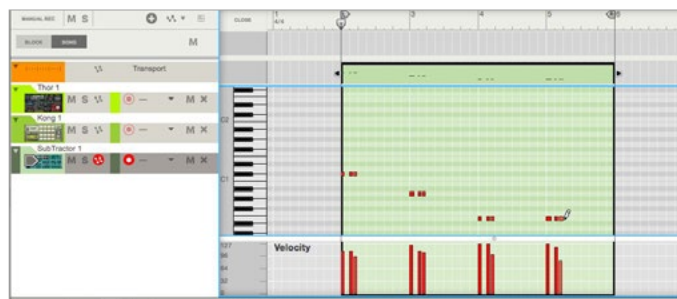 MANUAL REC M S
CLOSE
4/4
1 2 3 4 5 6
BLOCK SONG M
Transport
Thor 1
M S M
Kong 1
M S M
SubTractor 1
M S M
C2
C1
Velocity
127
96
64
32
0